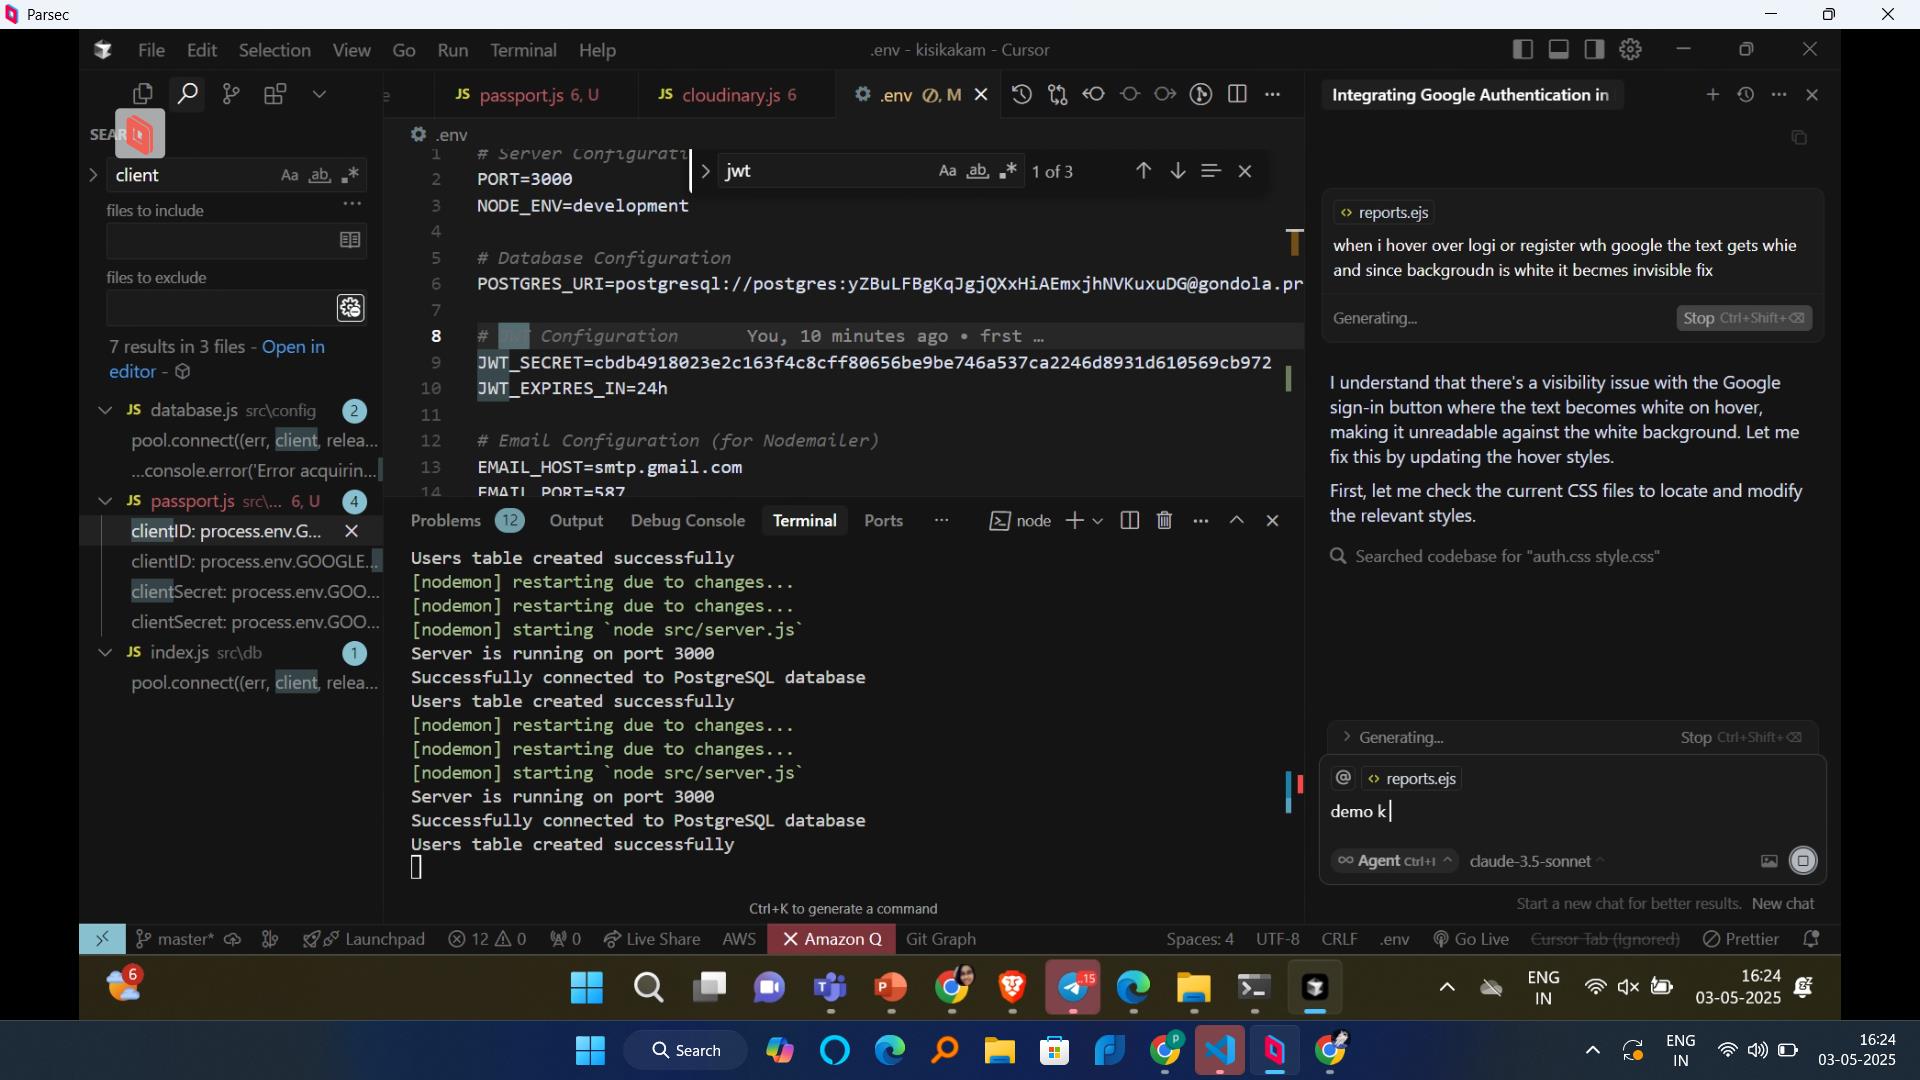 Parsec
File Edit Selection View Go Run Terminal Help
.env - kisikakam - Cursor
SEAR
client
Aa ab
files to include
files to exclude
7 results in 3 files - Open in
editor -
JS database.js src\config 2
pool.connect((err, client, relea...
...console.error('Error acquirin...
JS passport.js src\... 6, U 4
clientID: process.env.G...
clientID: process.env.GOOGLE...
clientSecret: process.env.GOO...
clientSecret: process.env.GOO...
JS index.js src\db 1
pool.connect((err, client, relea...
JS passport.js 6, U
JS cloudinary.js 6
.env M
.env
jwt
Aa ab 1 of 3
1 # Server Configurati
2 PORT=3000
3 NODE_ENV=development
4
5 # Database Configuration
6 POSTGRES_URI=postgresql://postgres:yZBuLFBgKqJgjQXxHiAEmxjhNVKuxuDG@gondola.pr
7
8 # JWT Configuration You, 10 minutes ago • frst …
9 JWT_SECRET=cbdb4918023e2c163f4c8cff80656be9be746a537ca2246d8931d610569cb972
10 JWT_EXPIRES_IN=24h
11
12 # Email Configuration (for Nodemailer)
13 EMAIL_HOST=smtp.gmail.com
14 EMAIL_PORT=587
Problems 12 Output Debug Console Terminal Ports
node
Users table created successfully
[nodemon] restarting due to changes...
[nodemon] restarting due to changes...
[nodemon] starting `node src/server.js`
Server is running on port 3000
Successfully connected to PostgreSQL database
Users table created successfully
[nodemon] restarting due to changes...
[nodemon] restarting due to changes...
[nodemon] starting `node src/server.js`
Server is running on port 3000
Successfully connected to PostgreSQL database
Users table created successfully
Ctrl+K to generate a command
Integrating Google Authentication in
reports.ejs
when i hover over logi or register wth google the text gets whie
and since backgroudn is white it becmes invisible fix
Generating...
Stop Ctrl+Shift+
I understand that there's a visibility issue with the Google
sign-in button where the text becomes white on hover,
making it unreadable against the white background. Let me
fix this by updating the hover styles.
First, let me check the current CSS files to locate and modify
the relevant styles.
Searched codebase for "auth.css style.css"
Generating...
Stop Ctrl+Shift+
@ reports.ejs
demo k
Agent Ctrl+I claude-3.5-sonnet
Start a new chat for better results. New chat
master* Launchpad 12 0 0 Live Share AWS Amazon Q Git Graph
Spaces: 4 UTF-8 CRLF .env Go Live Cursor Tab (Ignored) Prettier
6
15
ENG
IN
16:24
03-05-2025
Search
P
ENG
IN
16:24
03-05-2025